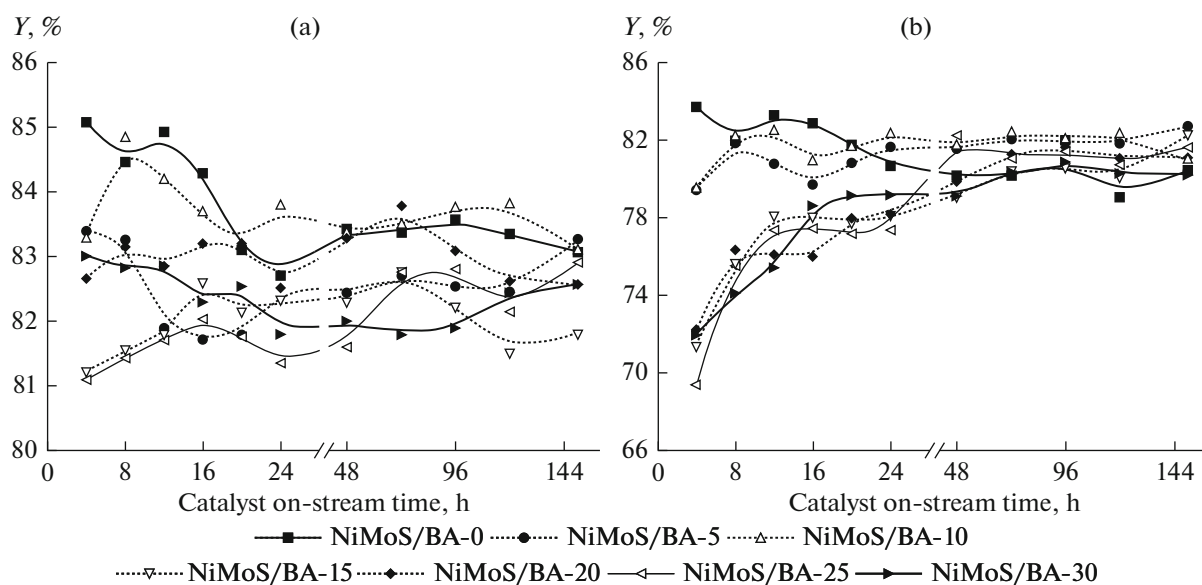 Y, % (a) Y, % (b)
86 86
85 82
84 78
83 74
82 70
81 66
80
0 8 16 24 48 96 144 0 8 16 24 48 96 144
Catalyst on-stream time, h Catalyst on-stream time, h
NiMoS/BA-0 NiMoS/BA-5 NiMoS/BA-10
NiMoS/BA-15 NiMoS/BA-20 NiMoS/BA-25 NiMoS/BA-30